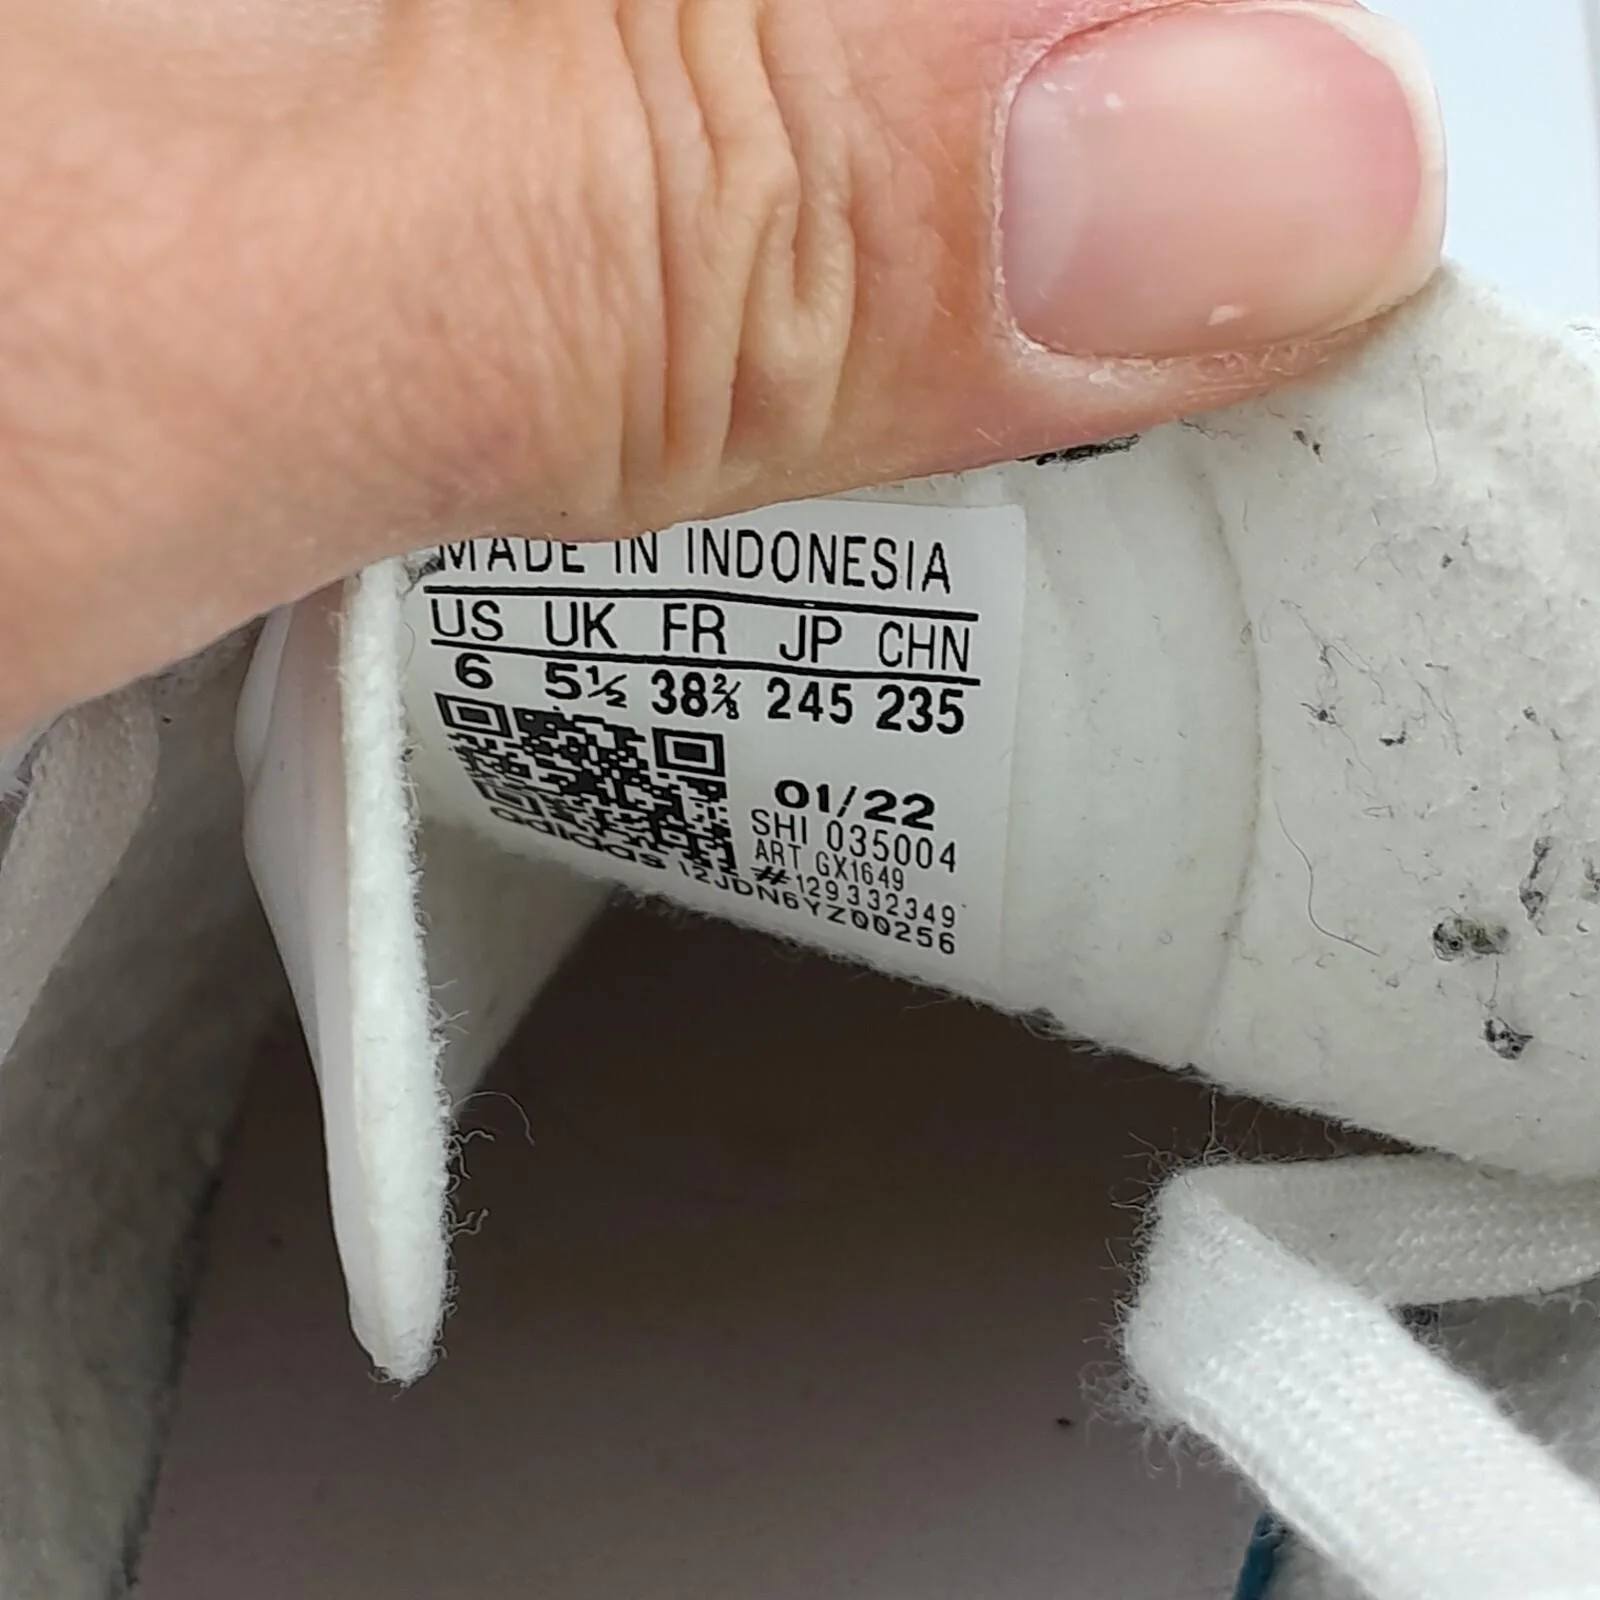 MADE IN INDONESIA
US UK FR JP CHN
6 5½ 38⅔ 245 235
01/22
SHI 035004
ART GX1649
# 129332349
adidas 12JDN6YZ00256